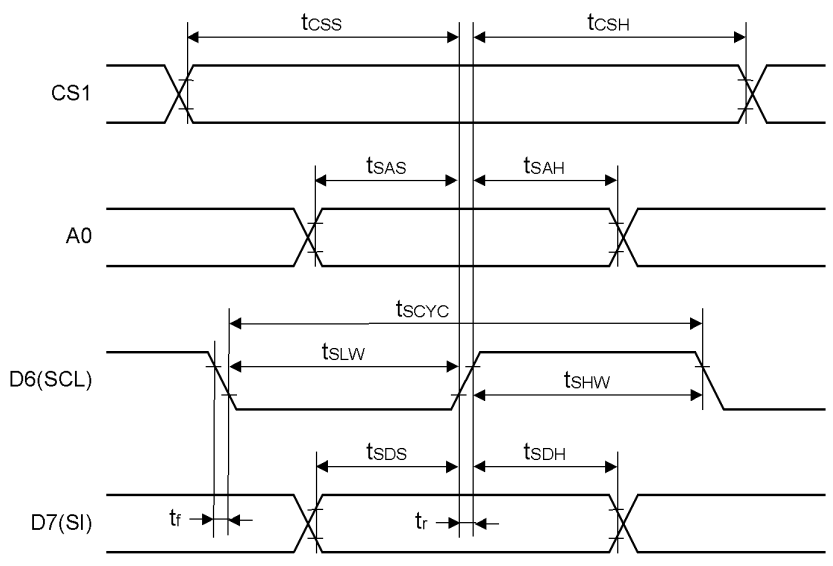 tCSS tCSH
CS1
tSAS tSAH
A0
tSCYC
tSLW
D6(SCL)
tSHW
tSDS tSDH
D7(SI) tf tr